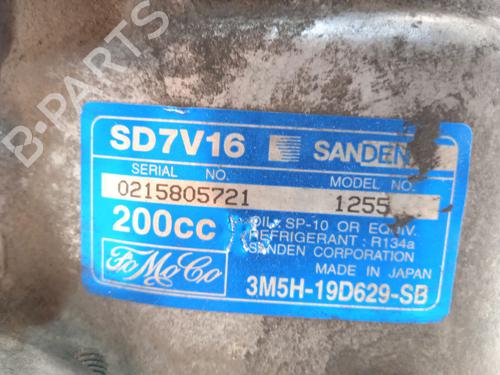 SD7V16 SANDEN
SERIAL NO. MODEL NO.
0215805721 1255
200cc OIL: SP-10 OR EQUIV.
REFRIGERANT: R134a
SANDEN CORPORATION
MADE IN JAPAN
FoMoCo
3M5H-19D629-SB
B-PARTS